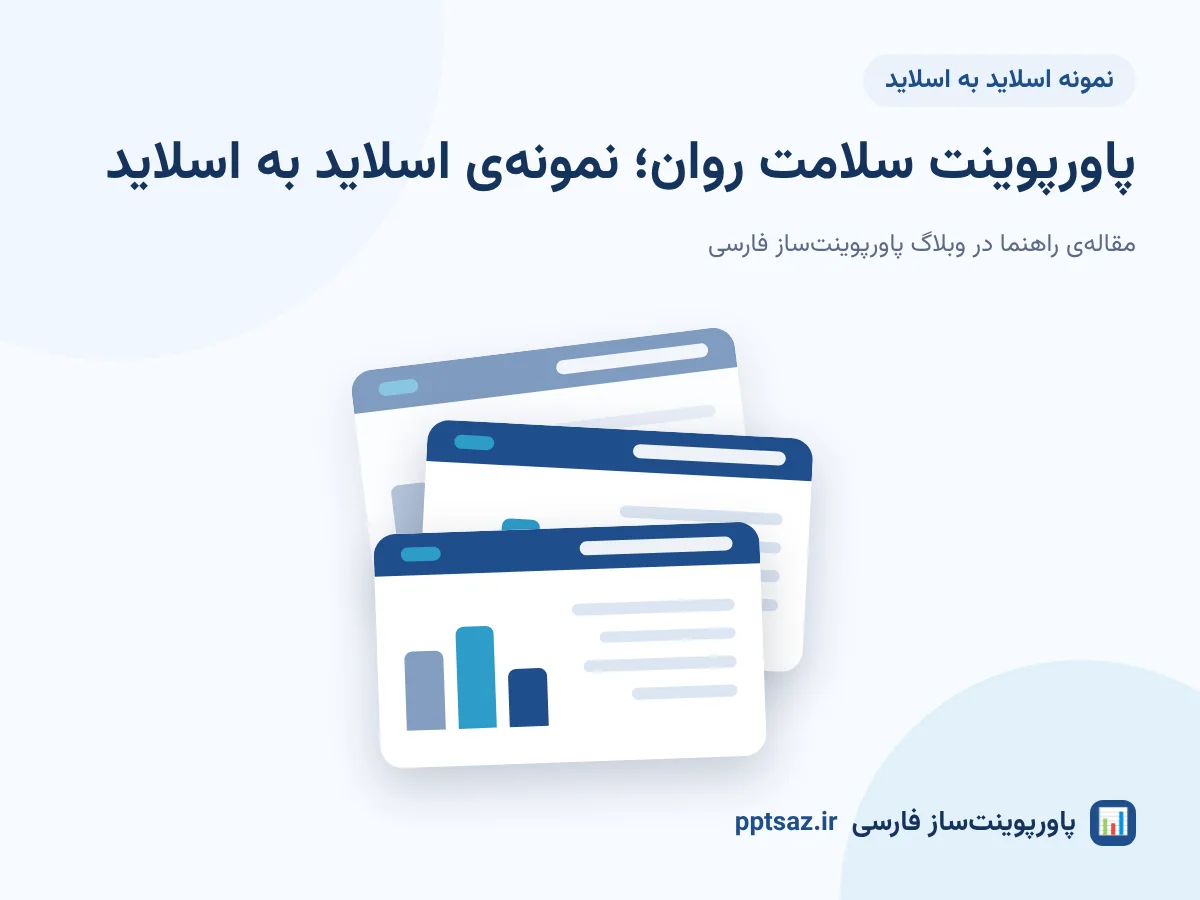 نمونه اسلاید به اسلاید
پاورپوینت سلامت روان؛ نمونه‌ی اسلاید به اسلاید
مقاله‌ی راهنما در وبلاگ پاورپوینت‌ساز فارسی
پاورپوینت‌ساز فارسی pptsaz.ir